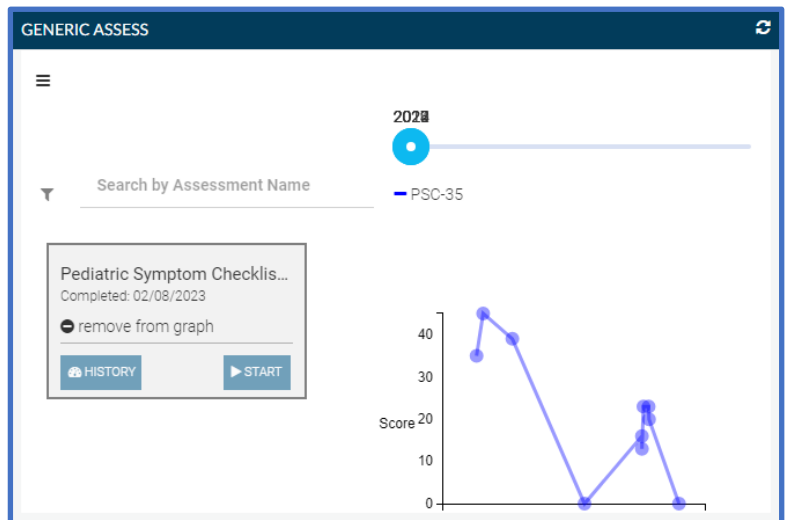 GENERIC ASSESS
Search by Assessment Name
PSC-35
Pediatric Symptom Checklis...
Completed: 02/08/2023
remove from graph
HISTORY
START
40
30
Score 20
10
0